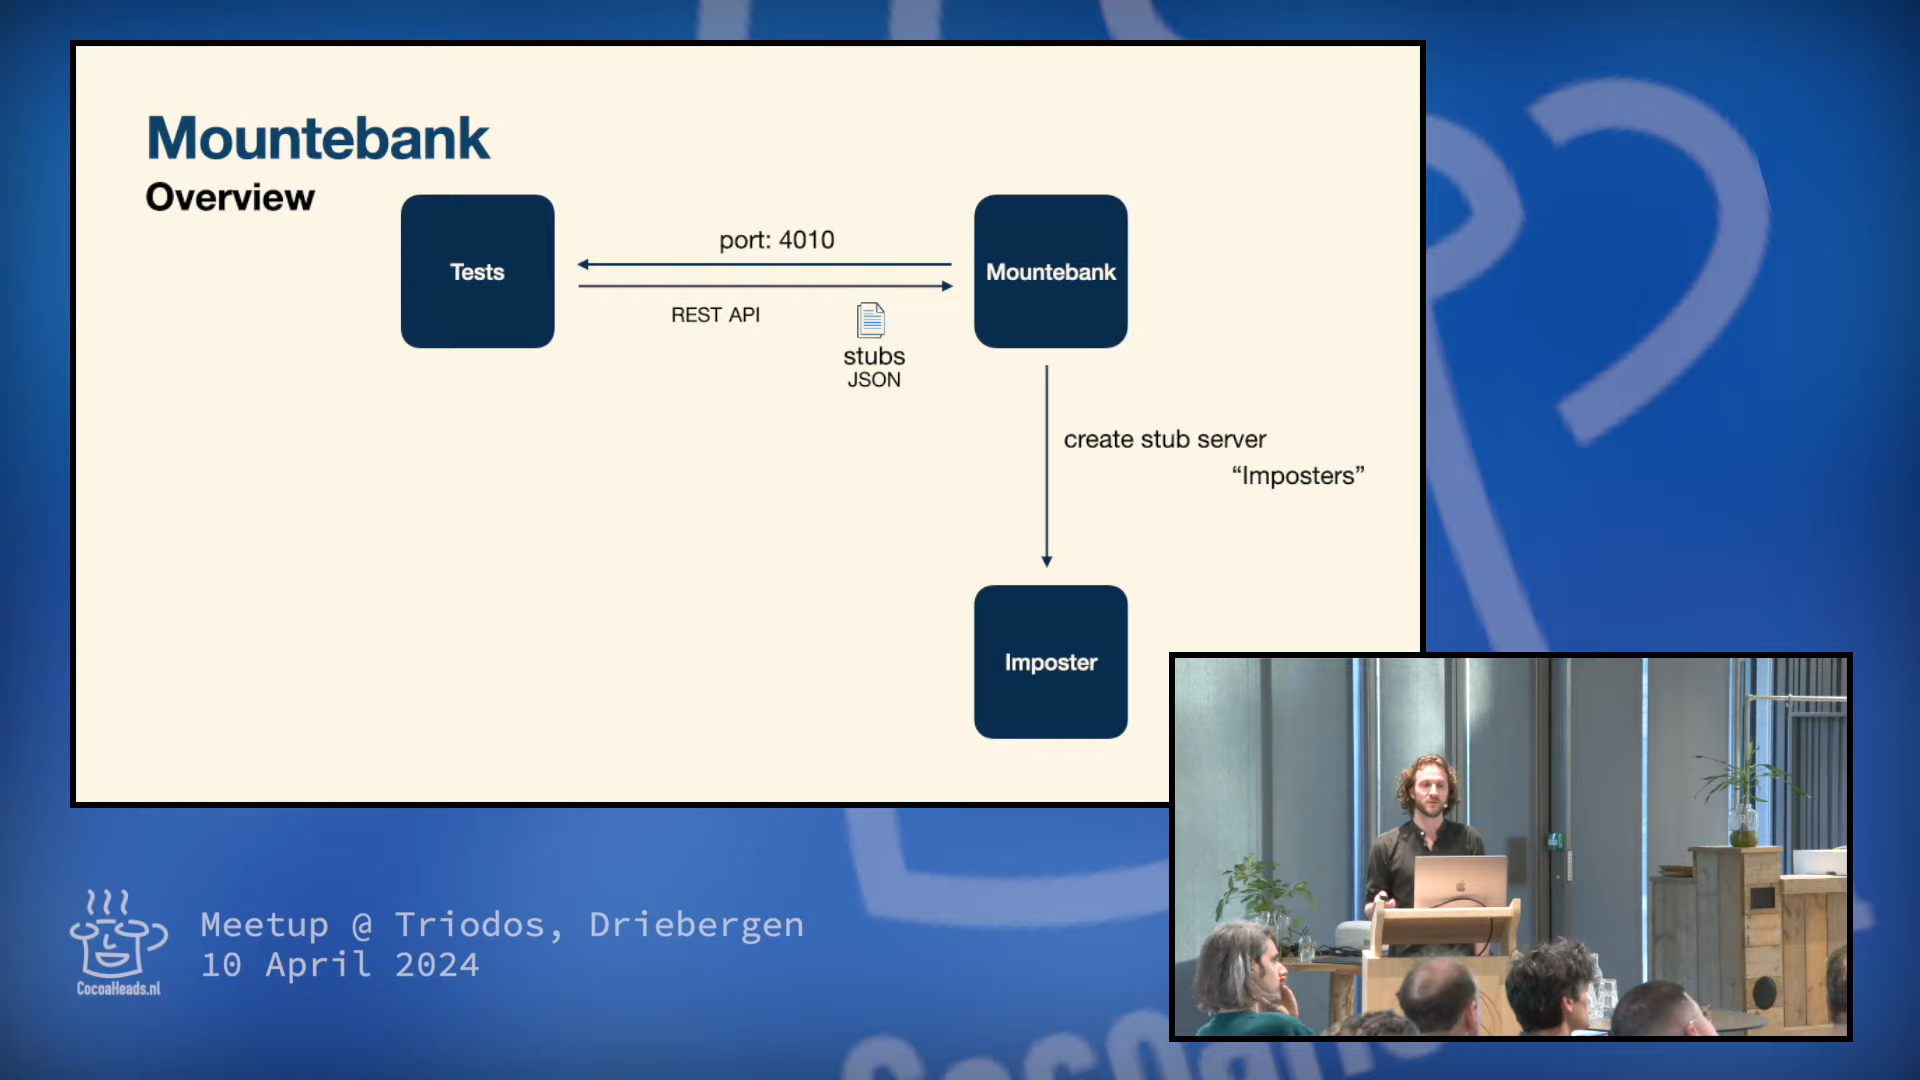 Mountebank
Overview
Tests
port: 4010
REST API
stubs
JSON
Mountebank
create stub server
“Imposters”
Imposter
Meetup @ Triodos, Driebergen
10 April 2024
CocoaHeads.nl